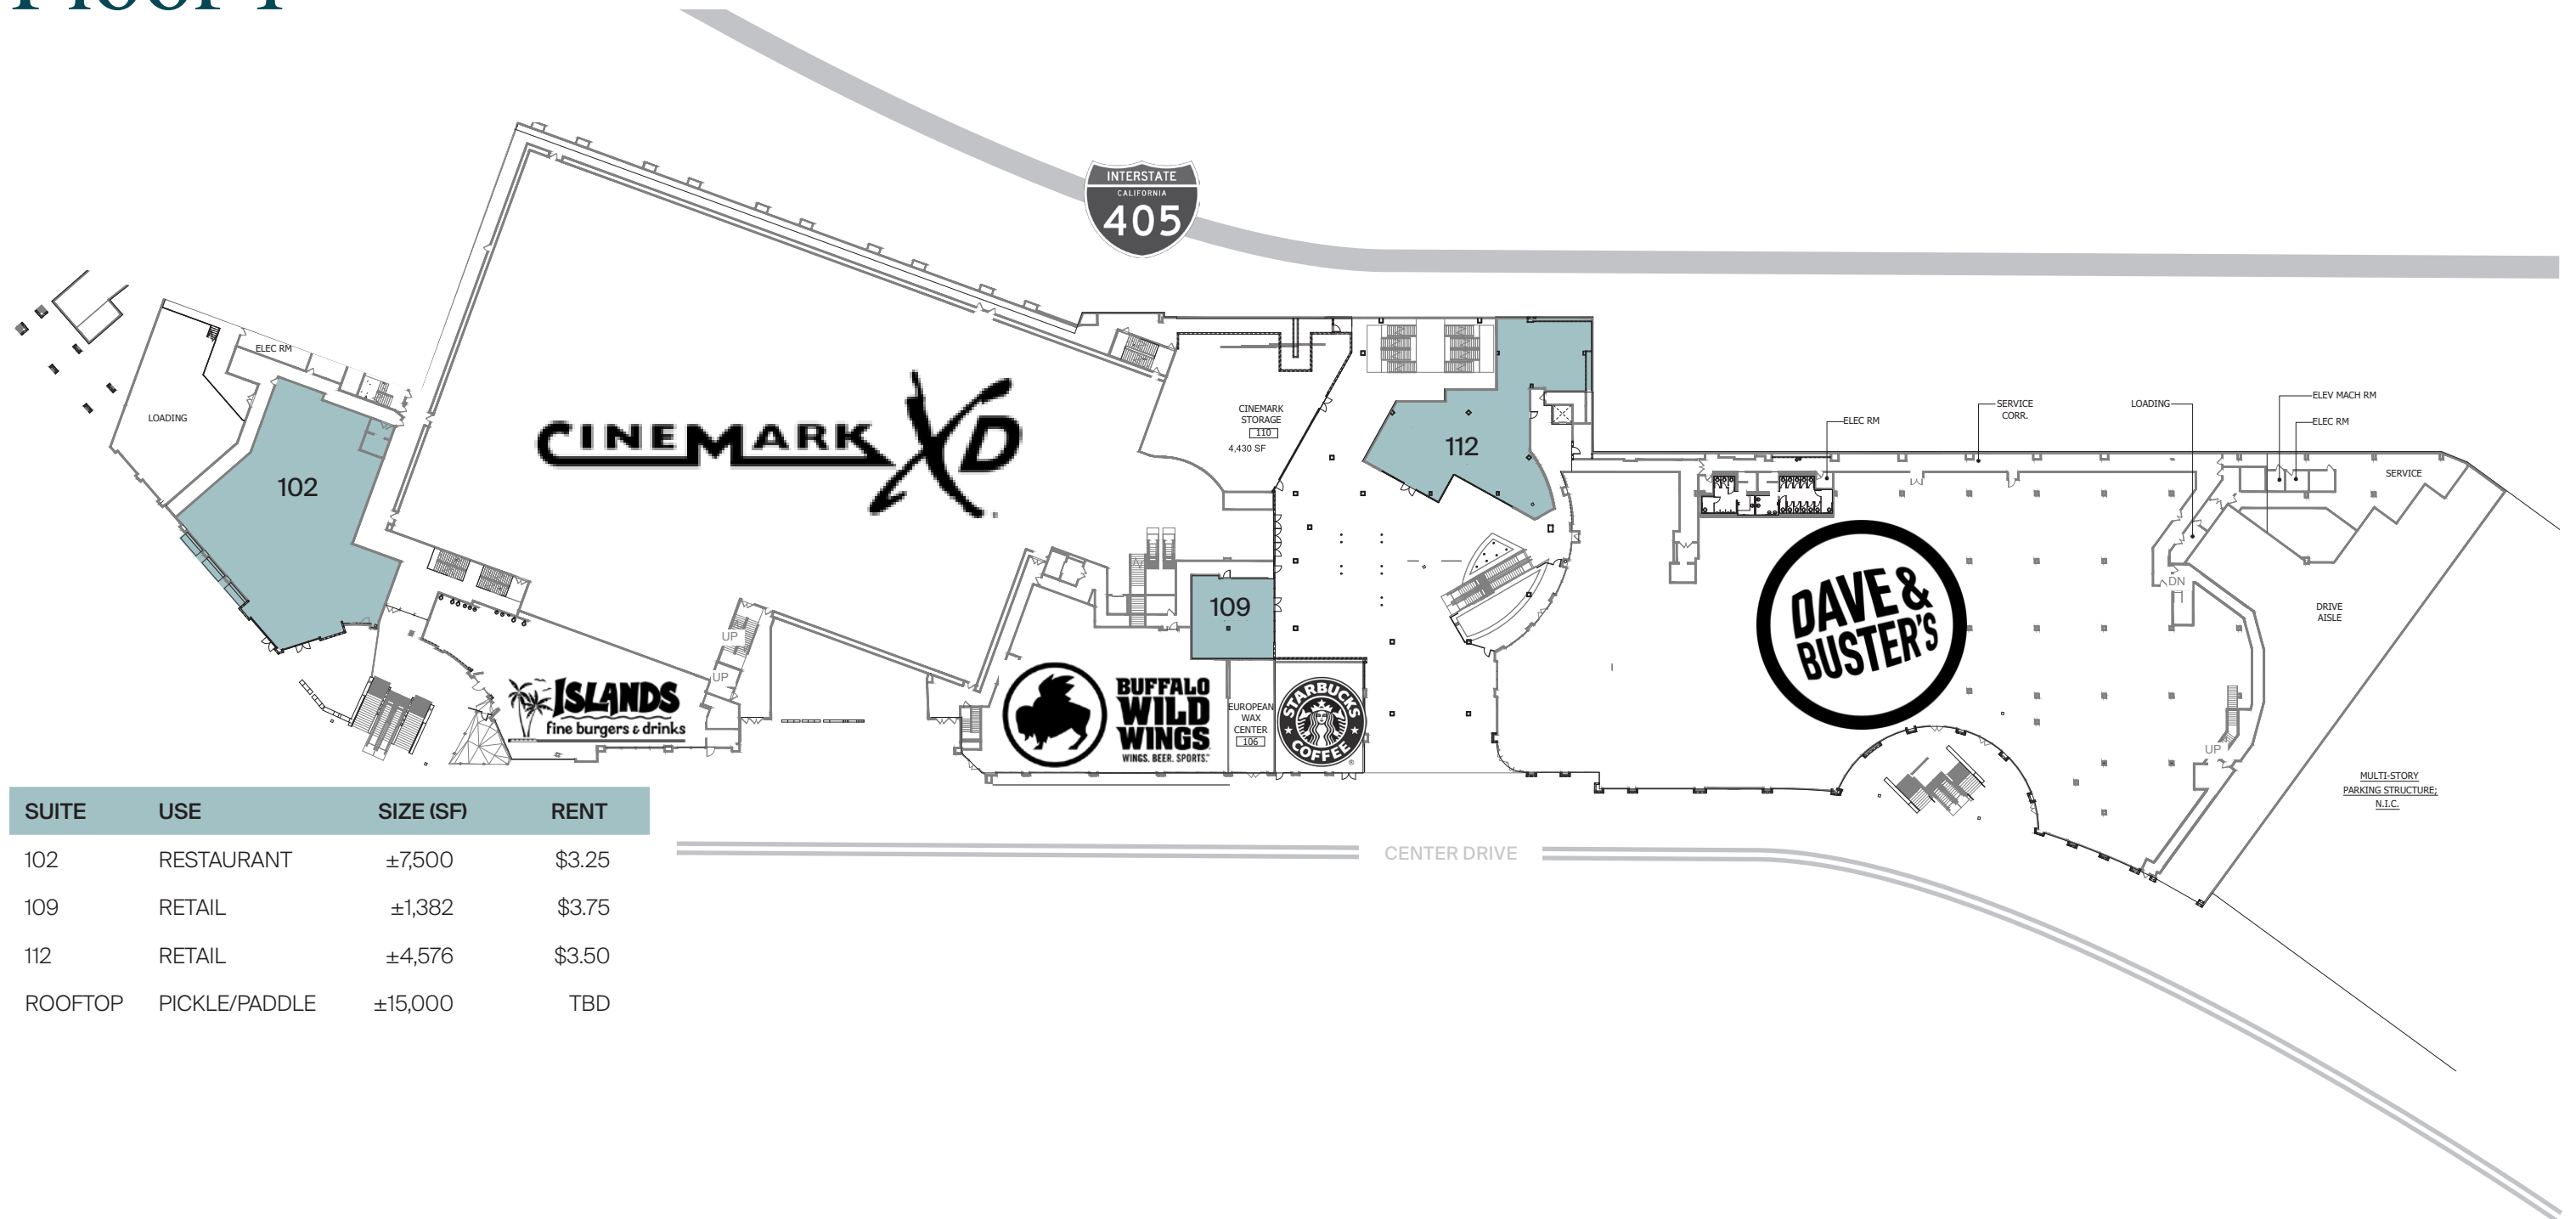 Floor 1
INTERSTATE
CALIFORNIA
405
ELEC RM
LOADING
102
CINEMARK XD
CINEMARK
STORAGE
110
4,430 SF
112
109
ELEC RM
SERVICE
CORR.
LOADING
ELEV MACH RM
ELEC RM
SERVICE
DN
DRIVE
AISLE
DAVE &
BUSTER'S
UP
UP
ISLANDS
fine burgers & drinks
BUFFALO
WILD
WINGS
WINGS. BEER. SPORTS.™
EUROPEAN
WAX
CENTER
106
STARBUCKS
COFFEE
®
UP
MULTI-STORY
PARKING STRUCTURE;
N.I.C.
CENTER DRIVE
SUITE USE SIZE (SF) RENT
102 RESTAURANT ±7,500 $3.25
109 RETAIL ±1,382 $3.75
112 RETAIL ±4,576 $3.50
ROOFTOP PICKLE/PADDLE ±15,000 TBD